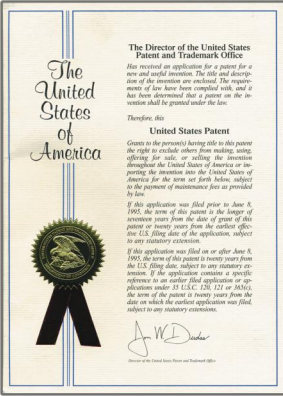 The
United
States
of
America
The Director of the United States
Patent and Trademark Office
Has received an application for a patent for a
new and useful invention. The title and descrip-
tion of the invention are enclosed. The require-
ments of law have been complied with, and it
has been determined that a patent on the in-
vention shall be granted under the law.
Therefore, this
United States Patent
Grants to the person(s) having title to this patent
the right to exclude others from making, using,
offering for sale, or selling the invention
throughout the United States of America or im-
porting the invention into the United States of
America for the term set forth below, subject
to the payment of maintenance fees as provided
by law.
If this application was filed prior to June 8,
1995, the term of this patent is the longer of
seventeen years from the date of grant of this
patent or twenty years from the earliest effec-
tive U.S. filing date of the application, subject
to any statutory extension.
If this application was filed on or after June 8,
1995, the term of this patent is twenty years from
the U.S. filing date, subject to any statutory ex-
tension. If the application contains a specific
reference to an earlier filed application or ap-
plications under 35 U.S.C. 120, 121 or 365(c),
the term of the patent is twenty years from the
date on which the earliest application was filed,
subject to any statutory extensions.
Jon W. Dudas
Director of the United States Patent and Trademark Office